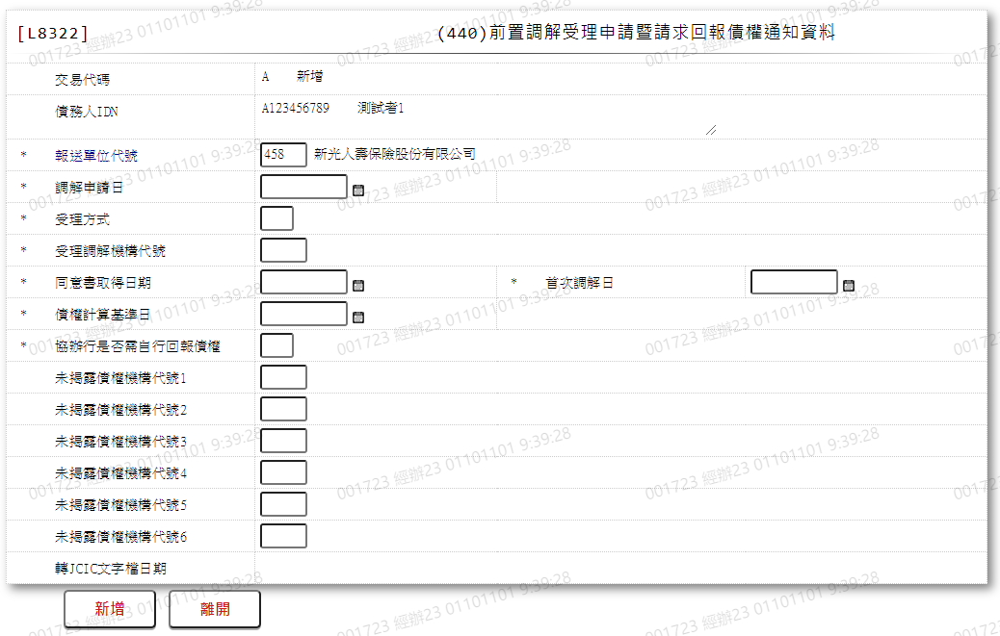 [L8322] (440)前置調解受理申請暨請求回報債權通知資料
交易代碼 A 新增
債務人IDN A123456789 測試者1
* 報送單位代號 458 新光人壽保險股份有限公司
* 調解申請日
* 受理方式
* 受理調解機構代號
* 同意書取得日期 * 首次調解日
* 債權計算基準日
* 協辦行是否需自行回報債權
未揭露債權機構代號1
未揭露債權機構代號2
未揭露債權機構代號3
未揭露債權機構代號4
未揭露債權機構代號5
未揭露債權機構代號6
轉JCIC文字檔日期
新增 離開
001723 經辦23 01101101 9:39:28